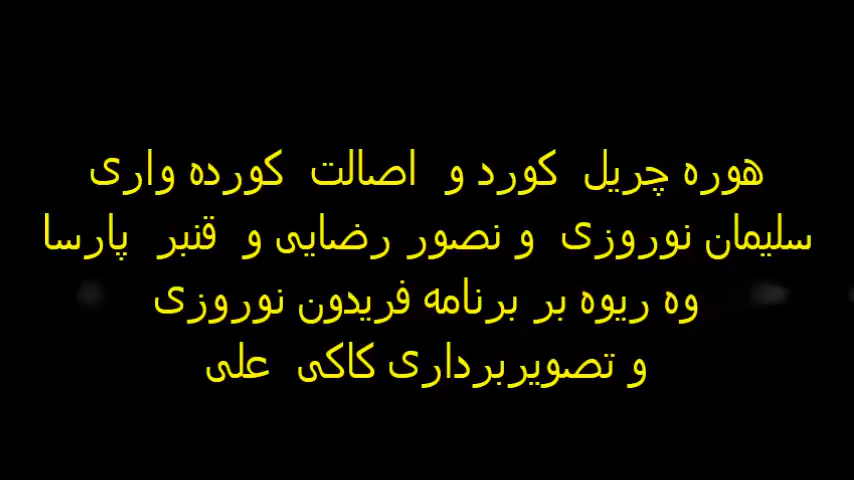 هوره چریل کورد و اصالت کورده واری
سلیمان نوروزی و نصور رضایی و قنبر پارسا
وه ریوه بر برنامه فریدون نوروزی
و تصویربرداری کاکی علی